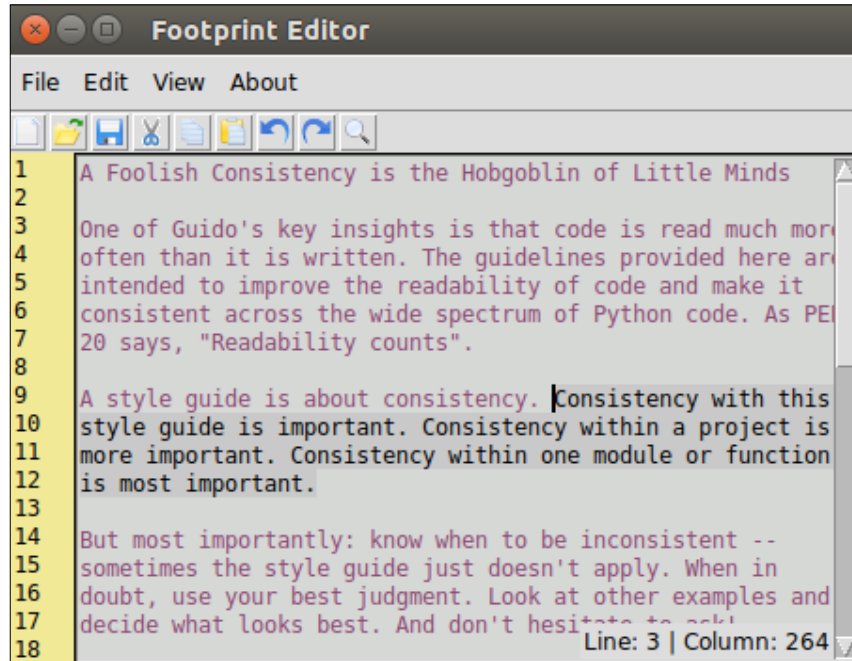 Footprint Editor
File Edit View About
1 A Foolish Consistency is the Hobgoblin of Little Minds
2
3 One of Guido's key insights is that code is read much more
4 often than it is written. The guidelines provided here are
5 intended to improve the readability of code and make it
6 consistent across the wide spectrum of Python code. As PEP
7 20 says, "Readability counts".
8
9 A style guide is about consistency. Consistency with this
10 style guide is important. Consistency within a project is
11 more important. Consistency within one module or function
12 is most important.
13
14 But most importantly: know when to be inconsistent --
15 sometimes the style guide just doesn't apply. When in
16 doubt, use your best judgment. Look at other examples and
17 decide what looks best. And don't hesitate to ask!
18
Line: 3 | Column: 264